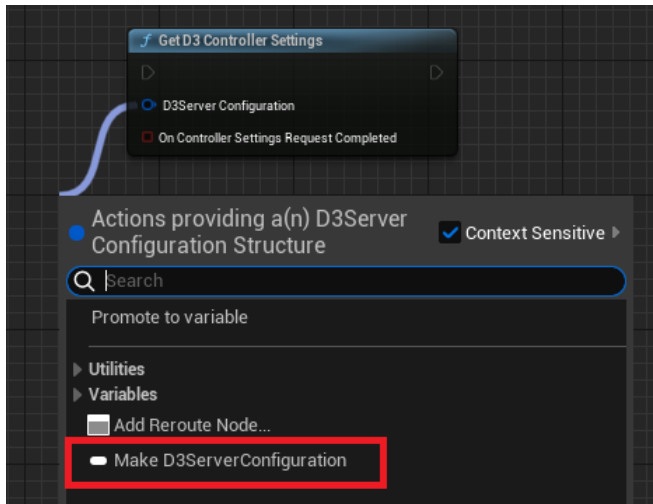 f Get D3 Controller Settings
D3Server Configuration
On Controller Settings Request Completed
Actions providing a(n) D3Server
Configuration Structure
Context Sensitive
Search
Promote to variable
Utilities
Variables
Add Reroute Node...
Make D3ServerConfiguration